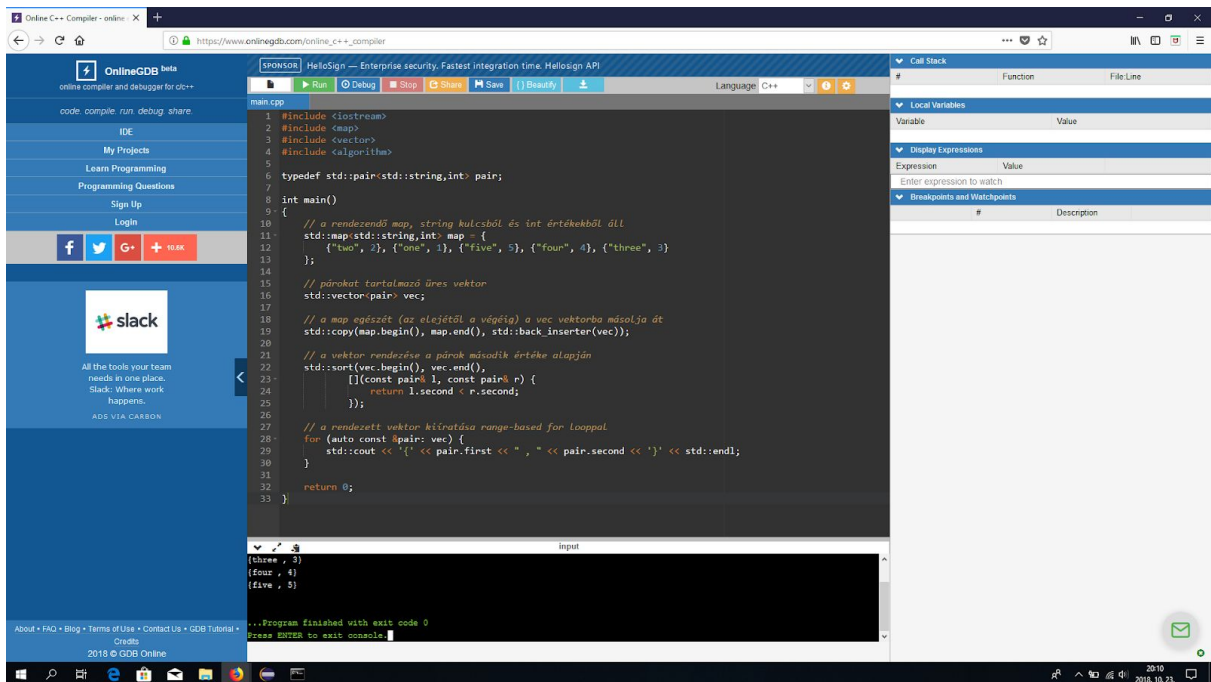 Online C++ Compiler - online
https://www.onlinegdb.com/online_c++_compiler
OnlineGDB beta
online compiler and debugger for c/c++
code. compile. run. debug. share.
IDE
My Projects
Learn Programming
Programming Questions
Sign Up
Login
10.8K
slack
All the tools your team
needs in one place.
Slack: Where work
happens.
ADS VIA CARBON
About • FAQ • Blog • Terms of Use • Contact Us • GDB Tutorial •
Credits
2018 © GDB Online
SPONSOR HelloSign — Enterprise security. Fastest integration time. Hellosign API
Run Debug Stop Share Save { } Beautify
Language C++
main.cpp
1 #include <iostream>
2 #include <map>
3 #include <vector>
4 #include <algorithm>
5
6 typedef std::pair<std::string,int> pair;
7
8 int main()
9 {
10 // a rendezendő map, string kulcsból és int értékekből áll
11 std::map<std::string,int> map = {
12 {"two", 2}, {"one", 1}, {"five", 5}, {"four", 4}, {"three", 3}
13 };
14
15 // párokat tartalmazó üres vektor
16 std::vector<pair> vec;
17
18 // a map egészét (az elejétől a végéig) a vec vektorba másolja át
19 std::copy(map.begin(), map.end(), std::back_inserter(vec));
20
21 // a vektor rendezése a párok második értéke alapján
22 std::sort(vec.begin(), vec.end(),
23 [](const pair& l, const pair& r) {
24 return l.second < r.second;
25 });
26
27 // a rendezett vektor kiíratása range-based for looppal
28 for (auto const &pair: vec) {
29 std::cout << '{' << pair.first << " , " << pair.second << '}' << std::endl;
30 }
31
32 return 0;
33 }
input
{three , 3}
{four , 4}
{five , 5}
...Program finished with exit code 0
Press ENTER to exit console.
Call Stack
# Function File:Line
Local Variables
Variable Value
Display Expressions
Expression Value
Enter expression to watch
Breakpoints and Watchpoints
# Description
20:10
2018. 10. 23.